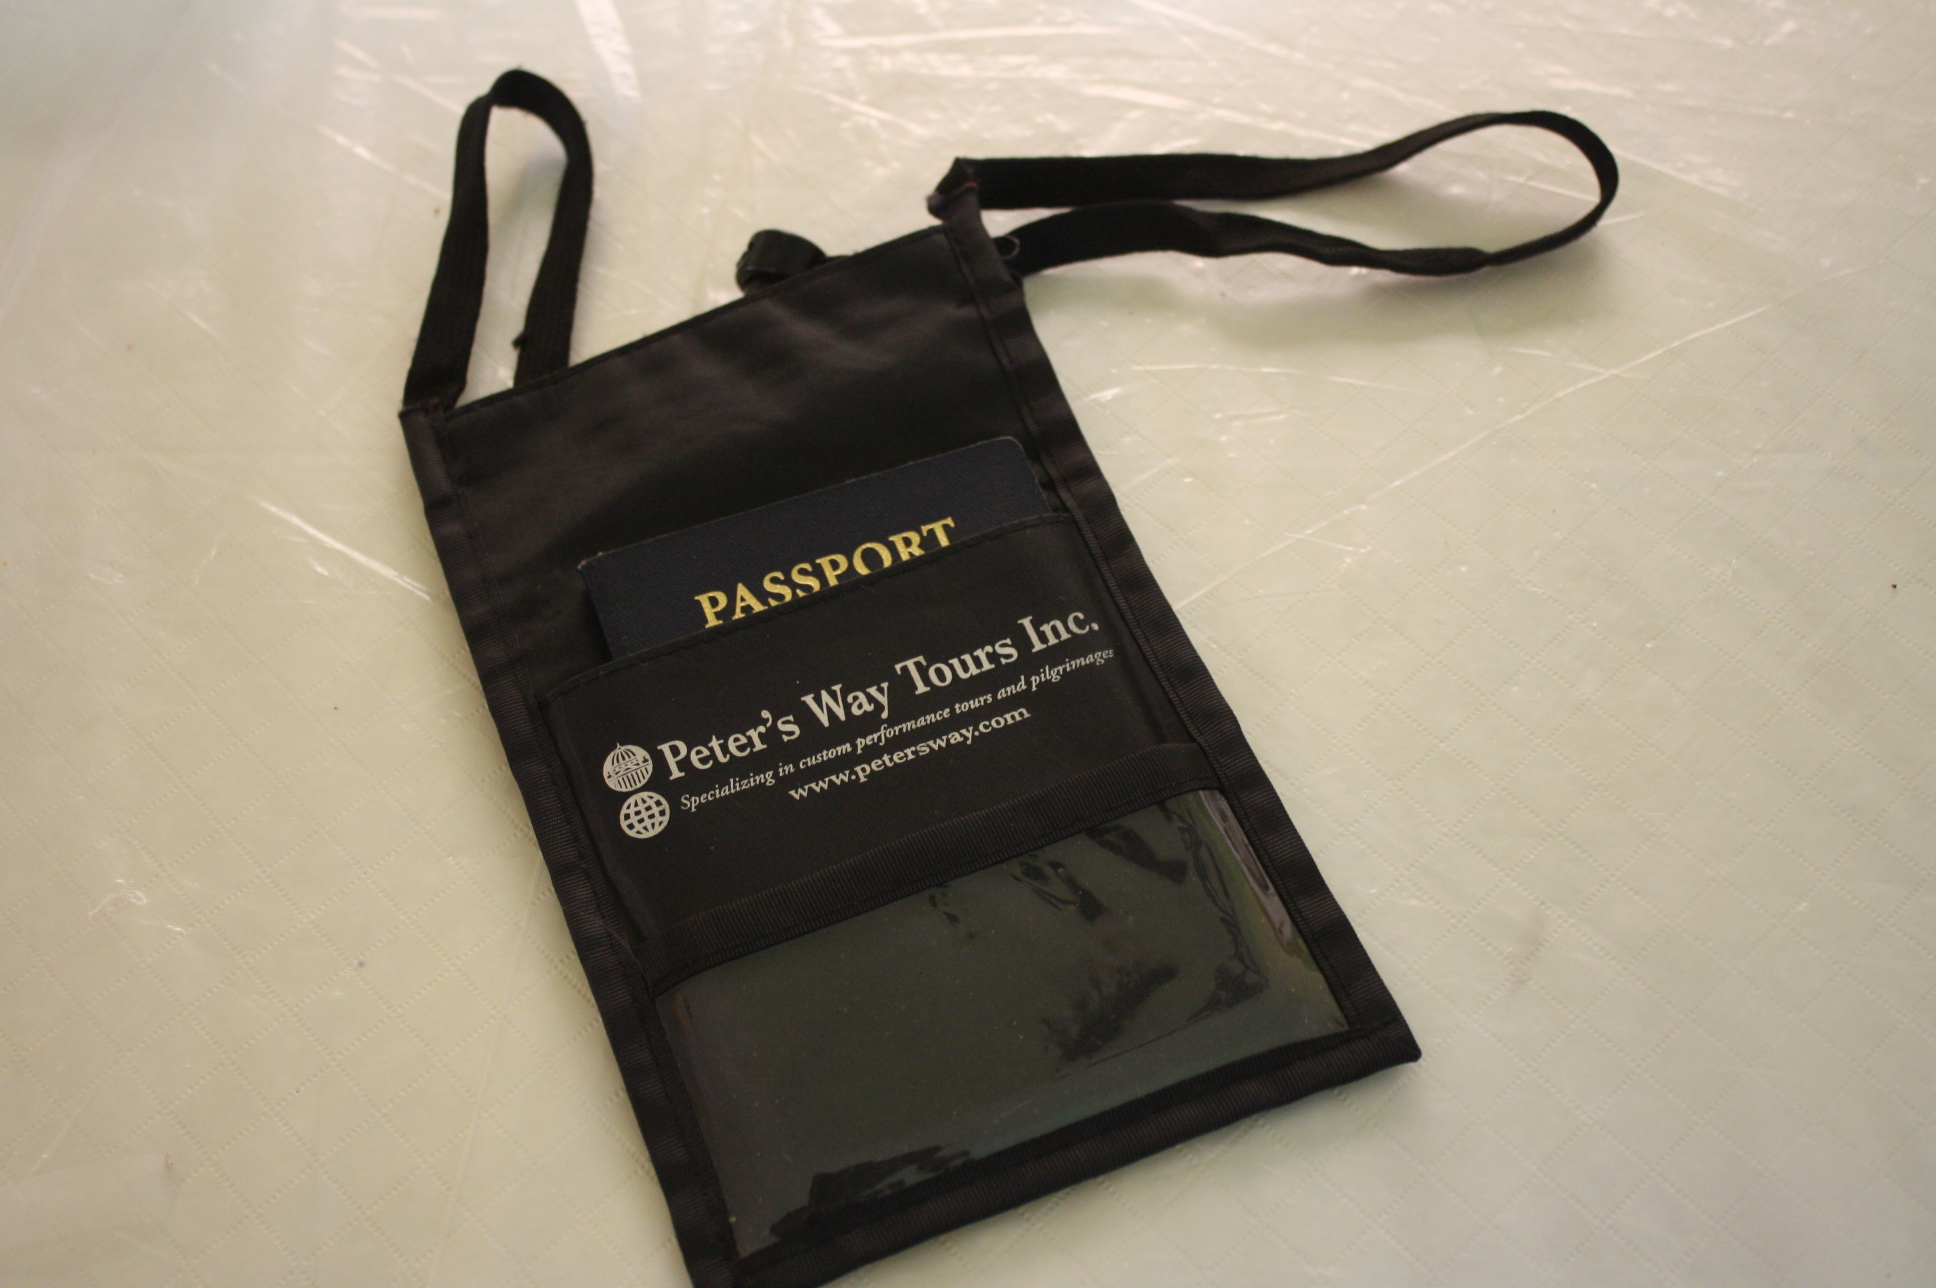 PASSPORT
Peter's Way Tours Inc.
Specializing in custom performance tours and pilgrimages
www.petersway.com